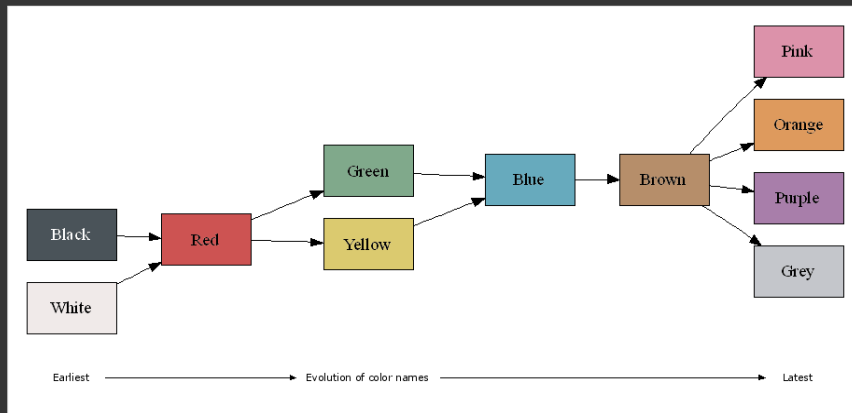 Black
White
Red
Green
Yellow
Blue
Brown
Pink
Orange
Purple
Grey
Earliest
Evolution of color names
Latest